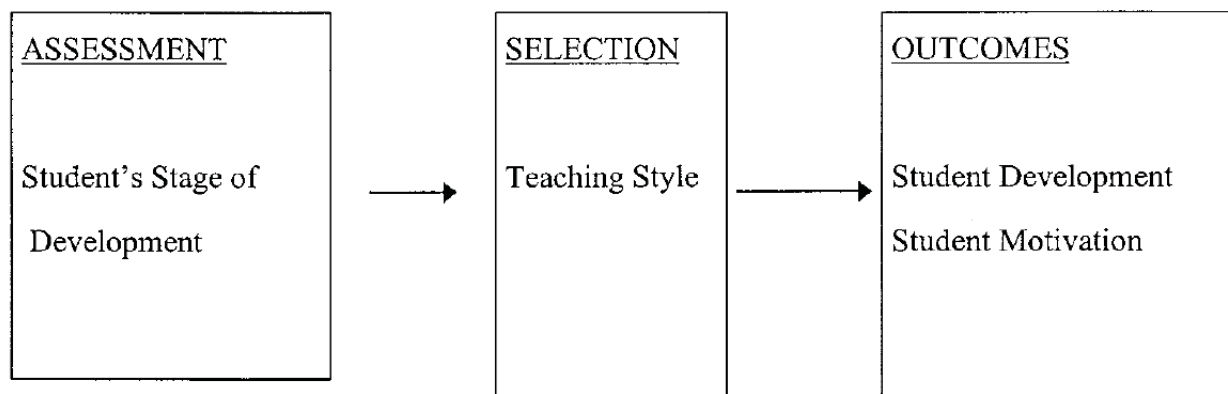 ASSESSMENT
Student's Stage of
Development
SELECTION
Teaching Style
OUTCOMES
Student Development
Student Motivation